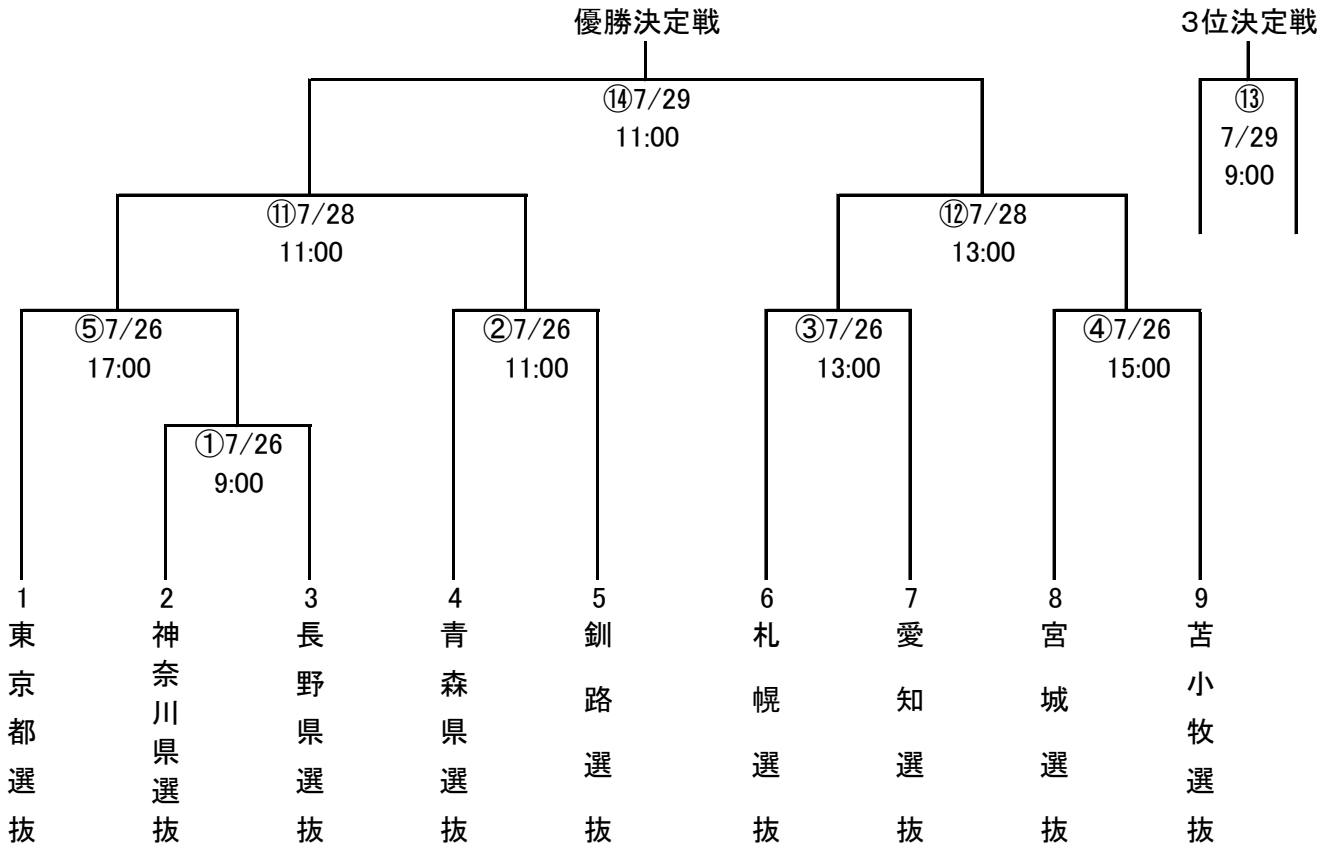 優勝決定戦
3位決定戦
⑭7/29
11:00
⑬
7/29
9:00
⑪7/28
11:00
⑫7/28
13:00
⑤7/26
17:00
②7/26
11:00
③7/26
13:00
④7/26
15:00
①7/26
9:00
1
東京都選抜
2
神奈川県選抜
3
長野県選抜
4
青森県選抜
5
釧路選抜
6
札幌選抜
7
愛知選抜
8
宮城選抜
9
苫小牧選抜